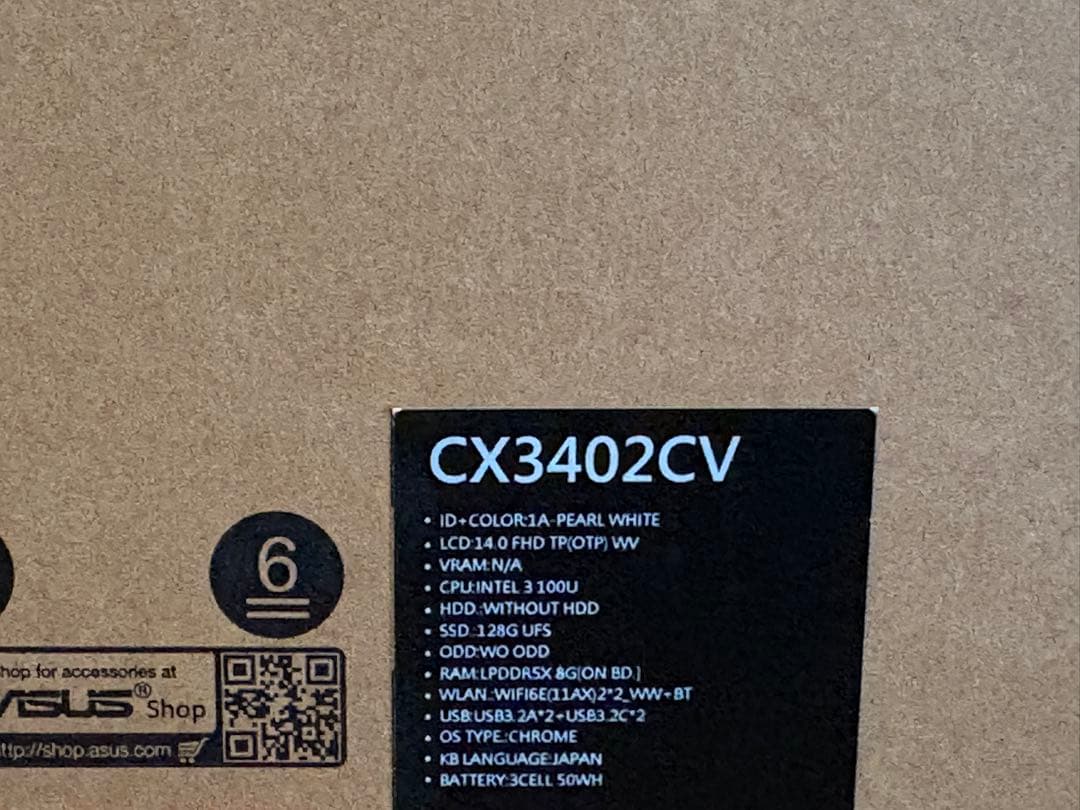 CX3402CV
• ID+COLOR:1A-PEARL WHITE
• LCD:14.0 FHD TP(OTP) WV
• VRAM:N/A
• CPU:INTEL 3 100U
• HDD.:WITHOUT HDD
• SSD.:128G UFS
• ODD:WO ODD
• RAM:LPDDR5X 8G[ON BD.]
• WLAN.:WIFI6E(11AX)2*2_WW+BT
• USB:USB3.2A*2+USB3.2C*2
• OS TYPE.:CHROME
• KB LANGUAGE:JAPAN
• BATTERY:3CELL 50WH
6
hop for accessories at
ASUS® Shop
ttp://shop.asus.com